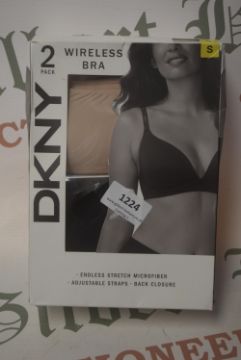 2
PACK
WIRELESS
BRA
S
DKNY
1224
· ENDLESS STRETCH MICROFIBER
· ADJUSTABLE STRAPS · BACK CLOSURE